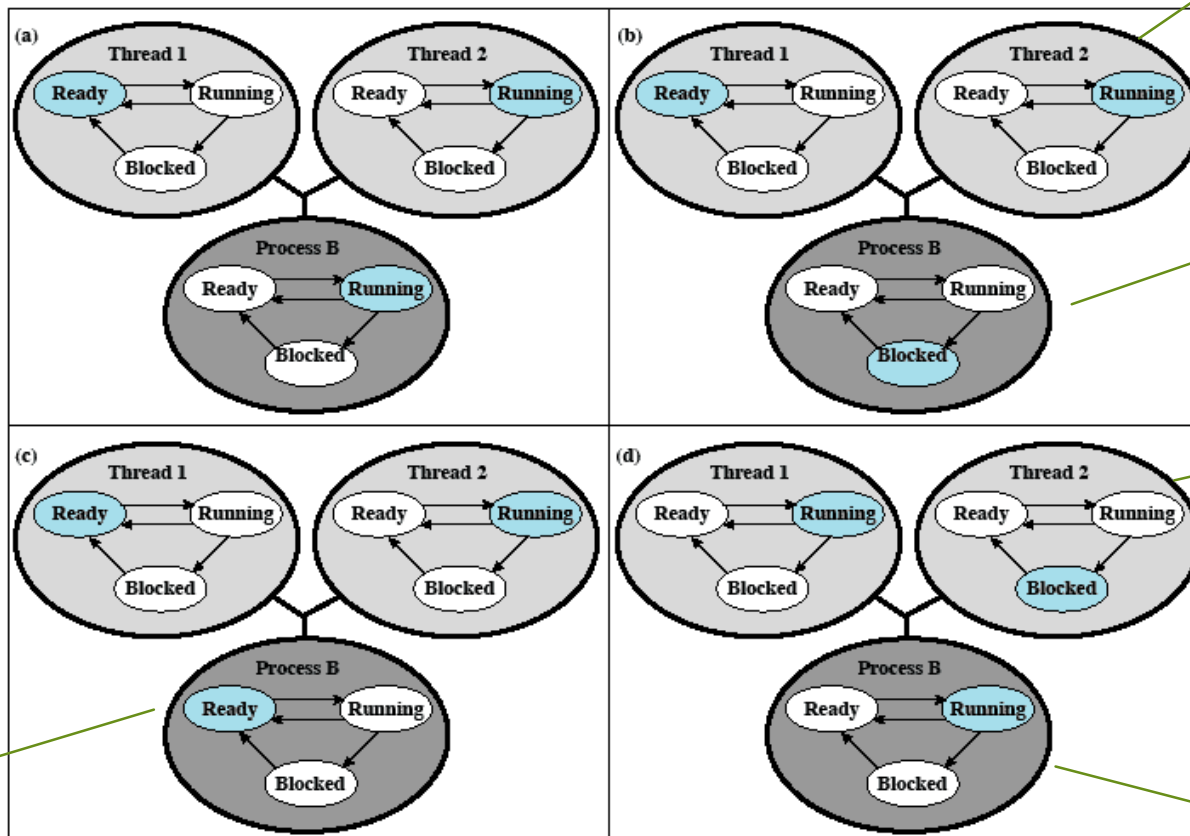 (a)
Thread 1
Thread 2
Ready
Running
Ready
Running
Blocked
Blocked
Process B
Ready
Running
Blocked
(b)
Thread 1
Thread 2
Ready
Running
Ready
Running
Blocked
Blocked
Process B
Ready
Running
Blocked
(c)
Thread 1
Thread 2
Ready
Running
Ready
Running
Blocked
Blocked
Process B
Ready
Running
Blocked
(d)
Thread 1
Thread 2
Ready
Running
Ready
Running
Blocked
Blocked
Process B
Ready
Running
Blocked